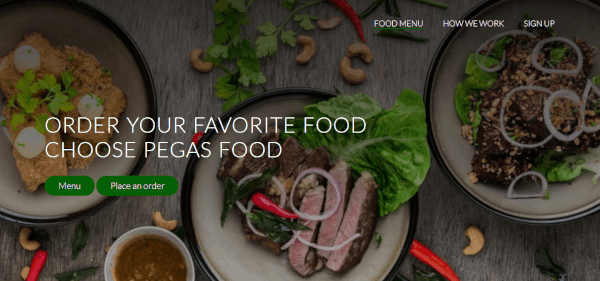 FOOD MENU
HOW WE WORK
SIGN UP
ORDER YOUR FAVORITE FOOD
CHOOSE PEGAS FOOD
Menu
Place an order